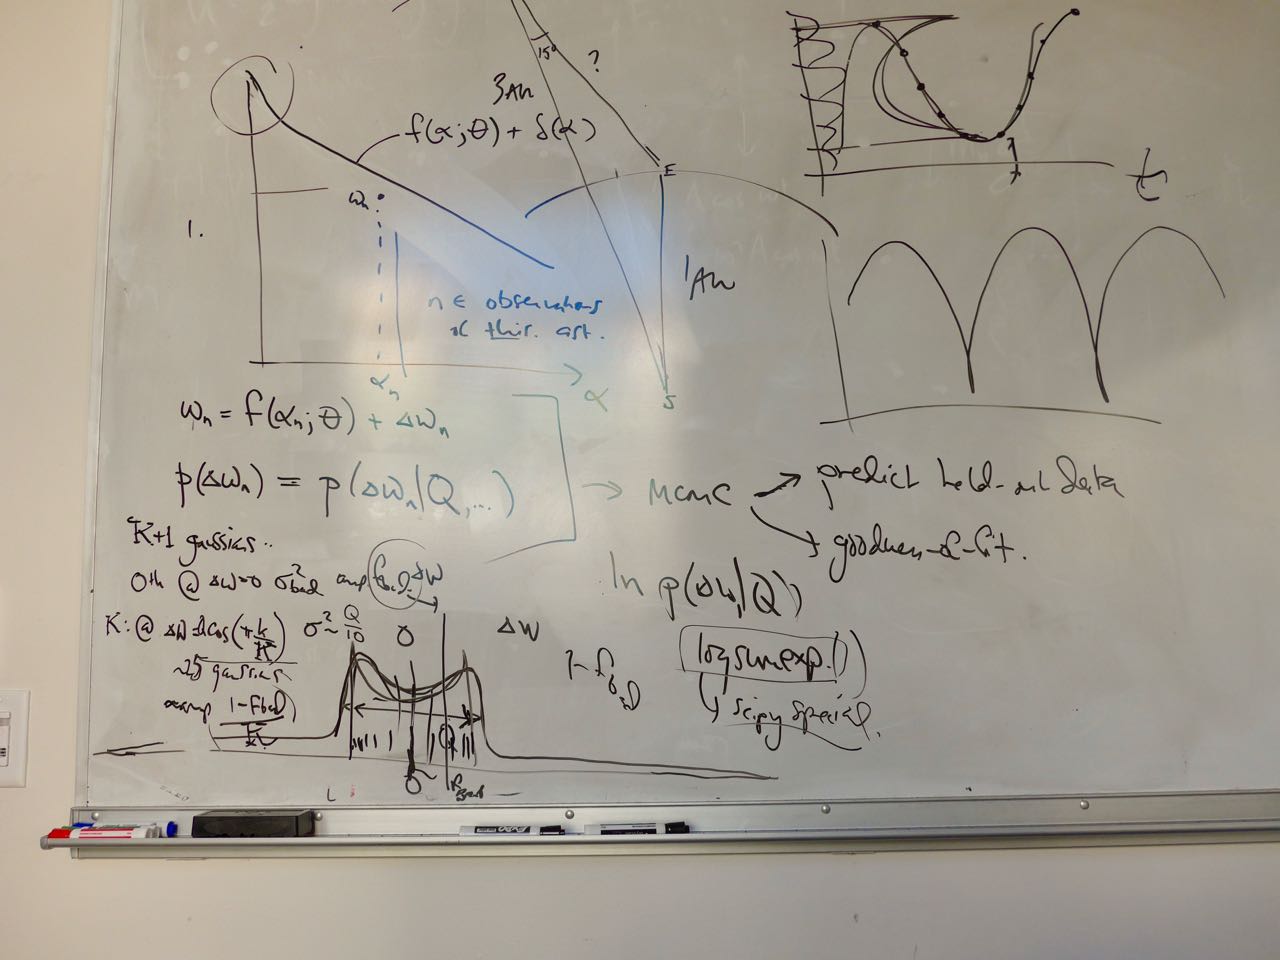 15°
?
3AU
f(α;θ) + δ(α)
ωₙ
E
t
1.
1AU
n ∈ observations
of this ast.
αₙ
α
S
ωₙ = f(αₙ;θ) + Δωₙ
p(Δωₙ) = p(Δωₙ|Q,...)
→ MCMC
predict held-out data
goodness-of-fit.
K+1 gaussians..
0th @ Δω=0 σ²bad amp fbad
Δω
ln p(Δωₙ|Q)
σ² ~ Q/10
0
Δω
~25 gaussians
amp 1-fbad
K
1-fbad
logsumexp()
scipy special.
0